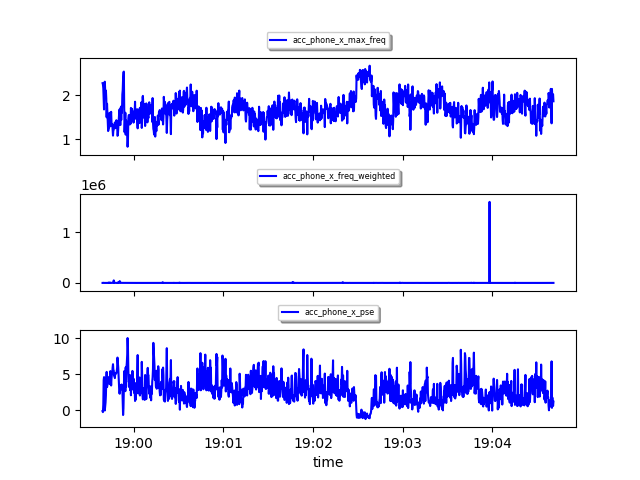 acc_phone_x_max_freq
2
1
1e6
acc_phone_x_freq_weighted
1
0
acc_phone_x_pse
10
5
0
19:00 19:01 19:02 19:03 19:04
time